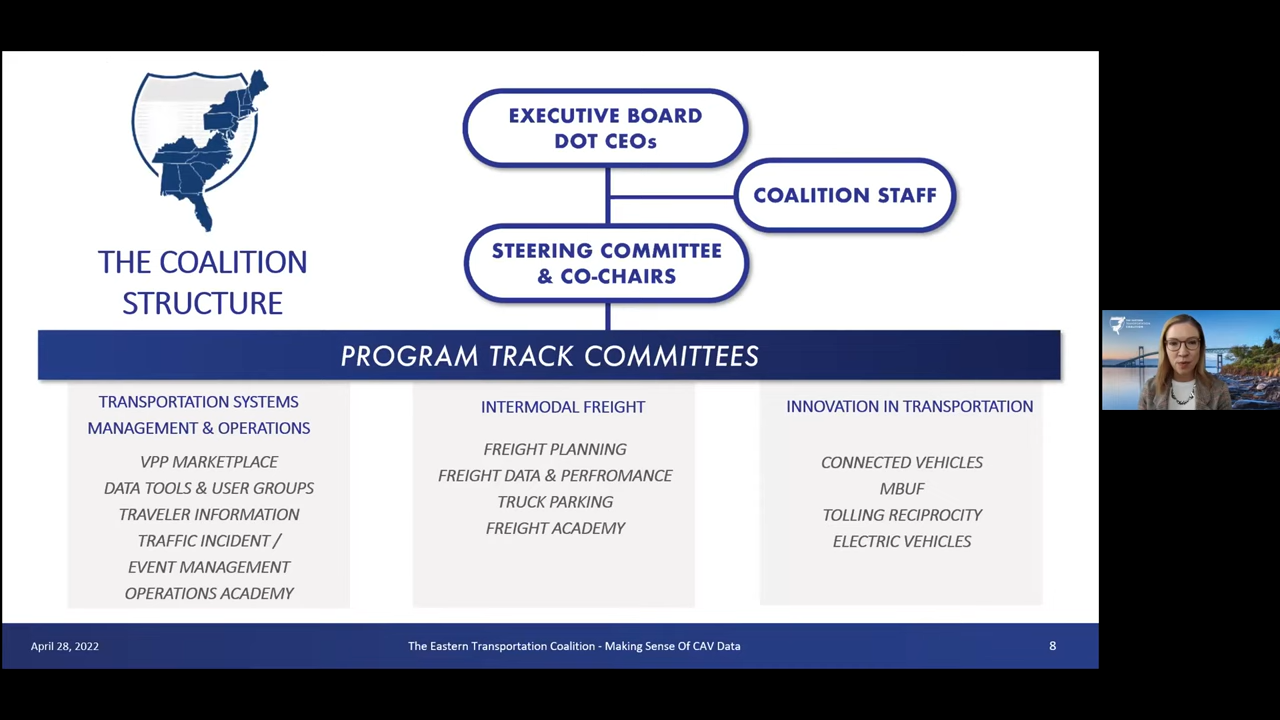 EXECUTIVE BOARD
DOT CEOs
COALITION STAFF
STEERING COMMITTEE
& CO-CHAIRS
THE COALITION
STRUCTURE
PROGRAM TRACK COMMITTEES
TRANSPORTATION SYSTEMS
MANAGEMENT & OPERATIONS
VPP MARKETPLACE
DATA TOOLS & USER GROUPS
TRAVELER INFORMATION
TRAFFIC INCIDENT /
EVENT MANAGEMENT
OPERATIONS ACADEMY
INTERMODAL FREIGHT
FREIGHT PLANNING
FREIGHT DATA & PERFROMANCE
TRUCK PARKING
FREIGHT ACADEMY
INNOVATION IN TRANSPORTATION
CONNECTED VEHICLES
MBUF
TOLLING RECIPROCITY
ELECTRIC VEHICLES
April 28, 2022
The Eastern Transportation Coalition - Making Sense Of CAV Data
8